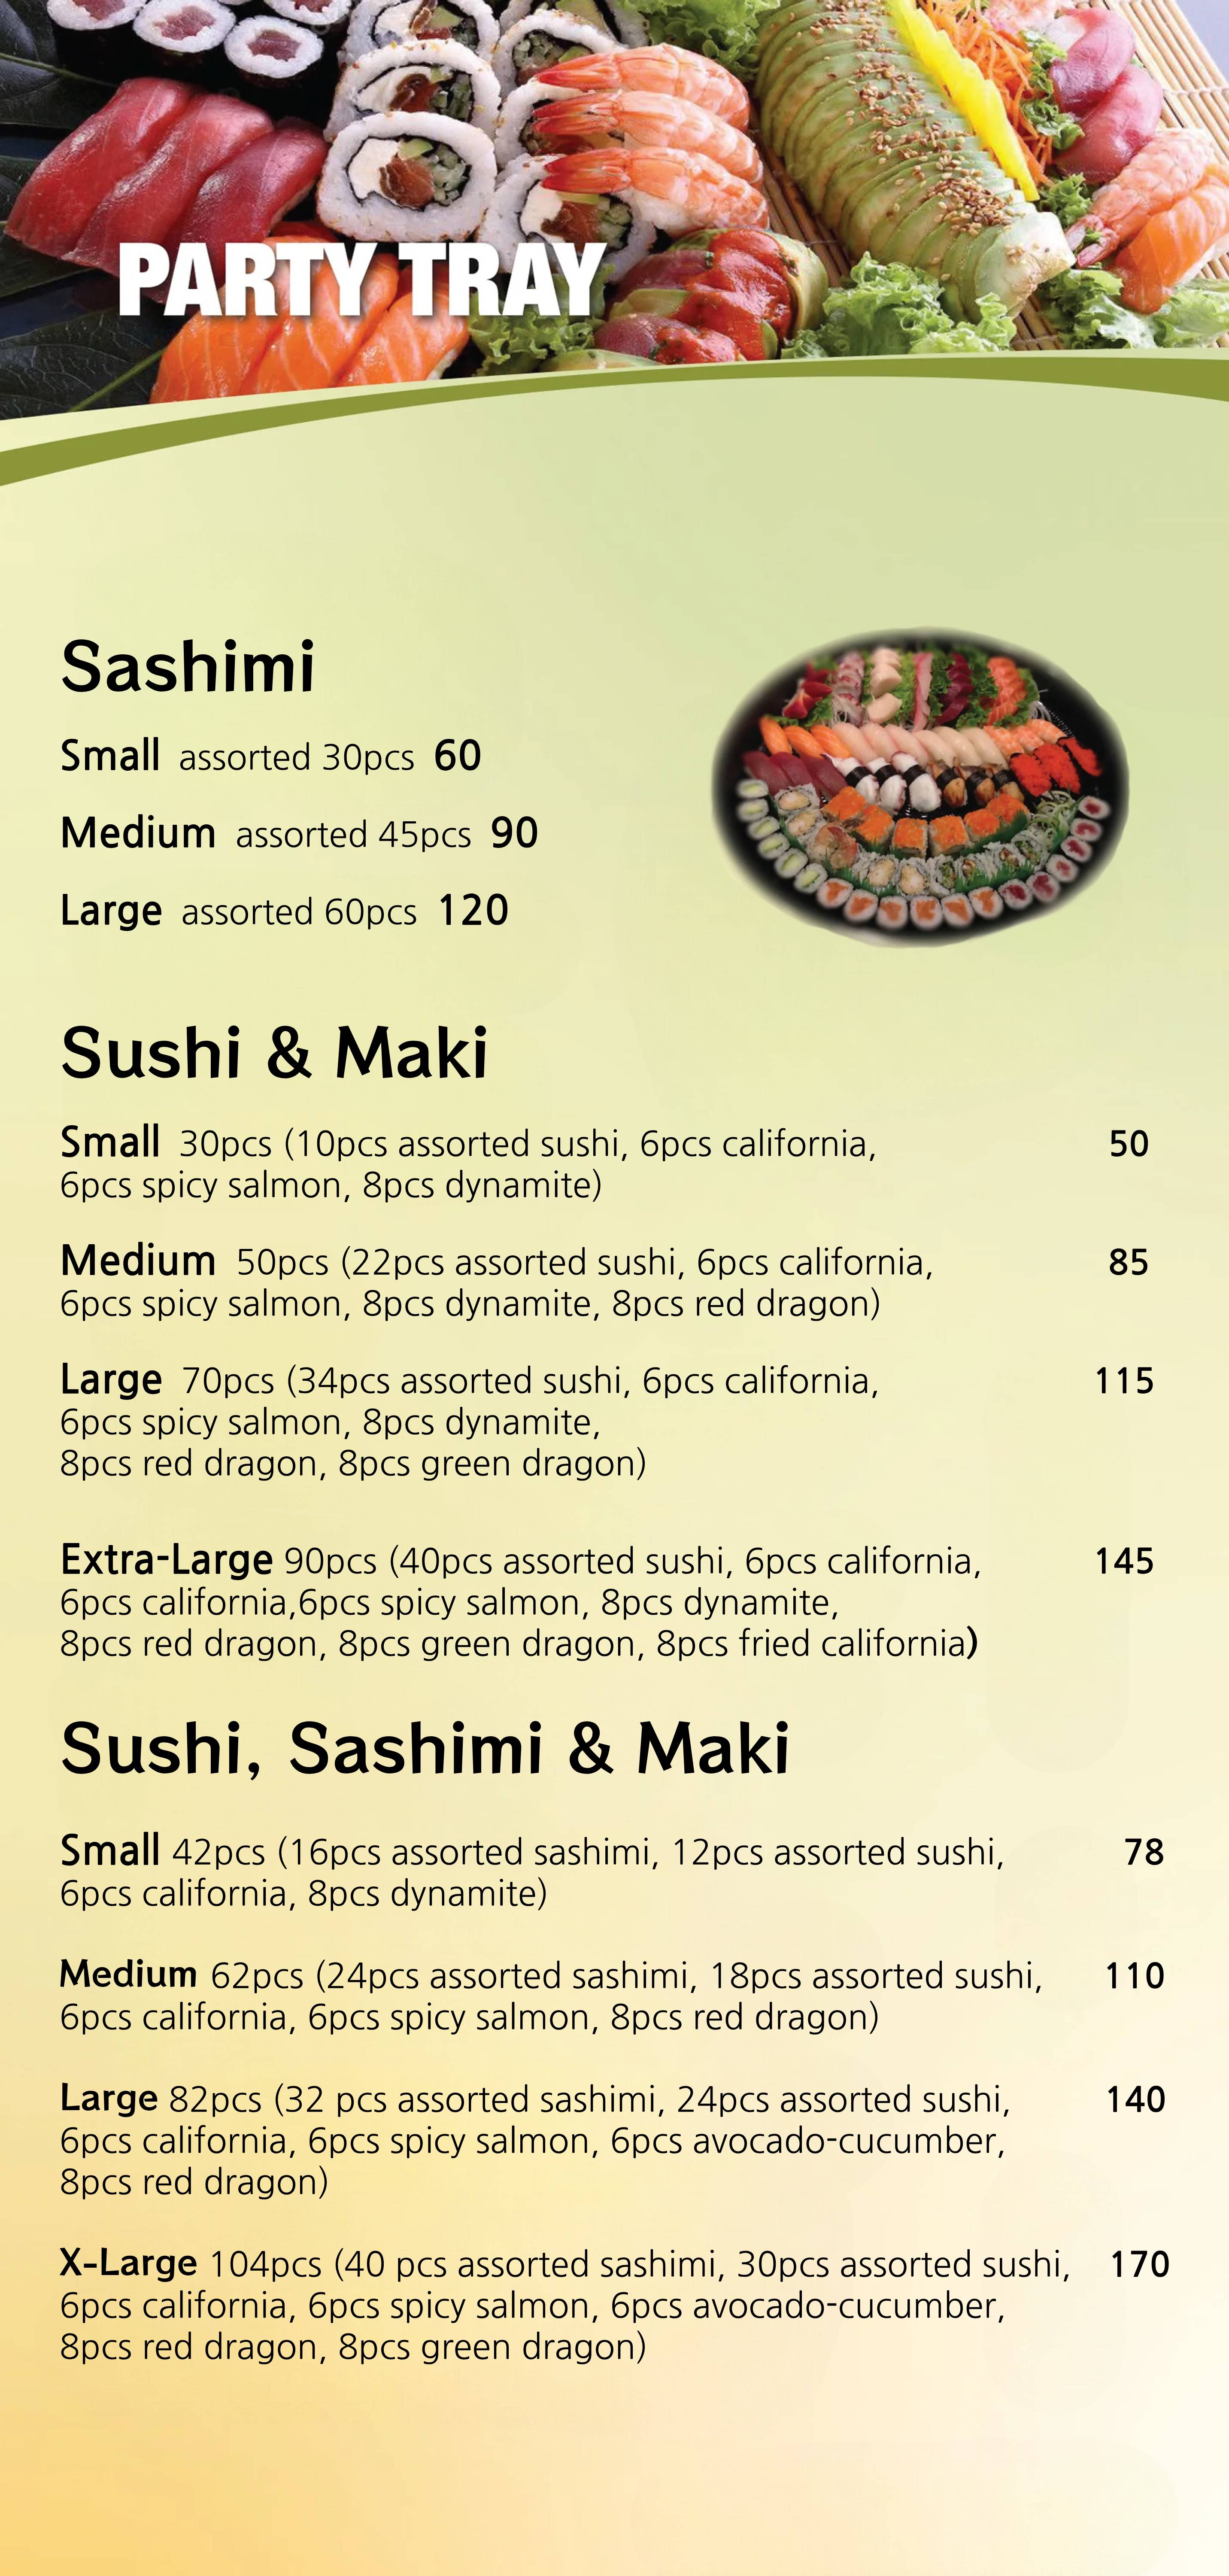 PARTY TRAY
Sashimi
Small assorted 30pcs 60
Medium assorted 45pcs 90
Large assorted 60pcs 120
Sushi & Maki
Small 30pcs (10pcs assorted sushi, 6pcs california, 50
6pcs spicy salmon, 8pcs dynamite)
Medium 50pcs (22pcs assorted sushi, 6pcs california, 85
6pcs spicy salmon, 8pcs dynamite, 8pcs red dragon)
Large 70pcs (34pcs assorted sushi, 6pcs california, 115
6pcs spicy salmon, 8pcs dynamite,
8pcs red dragon, 8pcs green dragon)
Extra-Large 90pcs (40pcs assorted sushi, 6pcs california, 145
6pcs california,6pcs spicy salmon, 8pcs dynamite,
8pcs red dragon, 8pcs green dragon, 8pcs fried california)
Sushi, Sashimi & Maki
Small 42pcs (16pcs assorted sashimi, 12pcs assorted sushi, 78
6pcs california, 8pcs dynamite)
Medium 62pcs (24pcs assorted sashimi, 18pcs assorted sushi, 110
6pcs california, 6pcs spicy salmon, 8pcs red dragon)
Large 82pcs (32 pcs assorted sashimi, 24pcs assorted sushi, 140
6pcs california, 6pcs spicy salmon, 6pcs avocado-cucumber,
8pcs red dragon)
X-Large 104pcs (40 pcs assorted sashimi, 30pcs assorted sushi, 170
6pcs california, 6pcs spicy salmon, 6pcs avocado-cucumber,
8pcs red dragon, 8pcs green dragon)